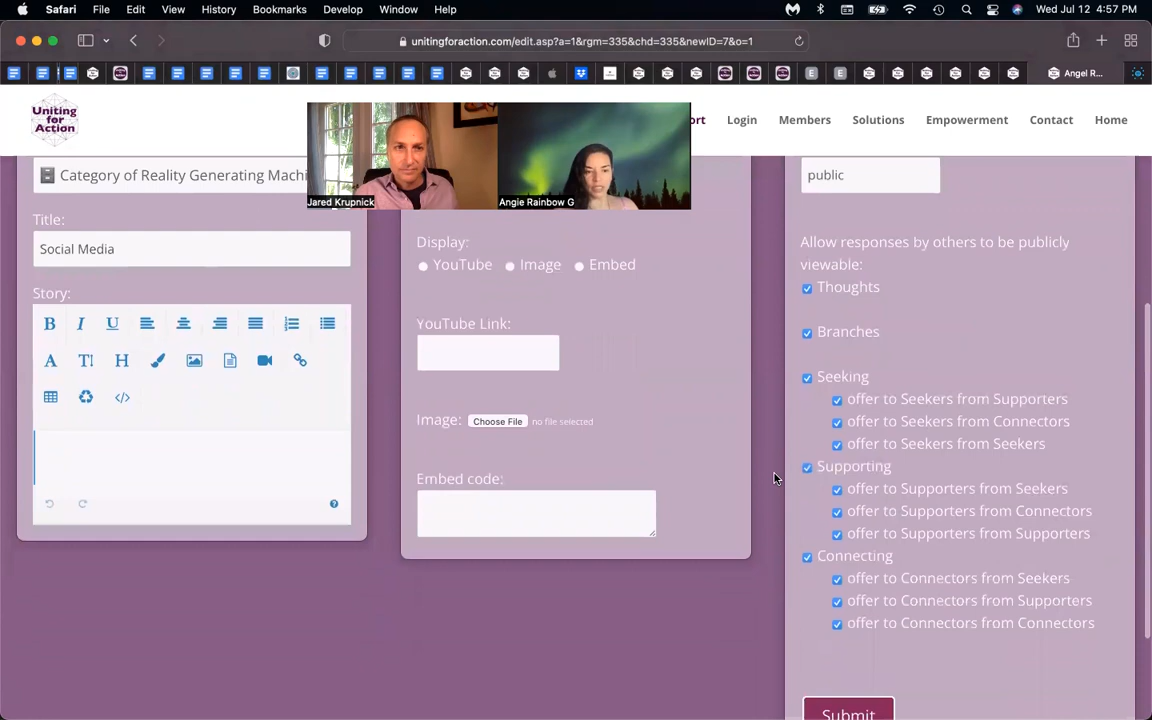 Safari File Edit View History Bookmarks Develop Window Help Wed Jul 12 4:57 PM
unitingforaction.com/edit.asp?a=1&rgm=335&chd=335&newID=7&o=1
Angel R...
Uniting for Action
ort Login Members Solutions Empowerment Contact Home
Jared Krupnick
Angie Rainbow G
Category of Reality Generating Machi
Title:
Social Media
Story:
B I U
A T! H
</>
Display:
YouTube Image Embed
YouTube Link:
Image: Choose File no file selected
Embed code:
public
Allow responses by others to be publicly
viewable:
Thoughts
Branches
Seeking
offer to Seekers from Supporters
offer to Seekers from Connectors
offer to Seekers from Seekers
Supporting
offer to Supporters from Seekers
offer to Supporters from Connectors
offer to Supporters from Supporters
Connecting
offer to Connectors from Seekers
offer to Connectors from Supporters
offer to Connectors from Connectors
Submit